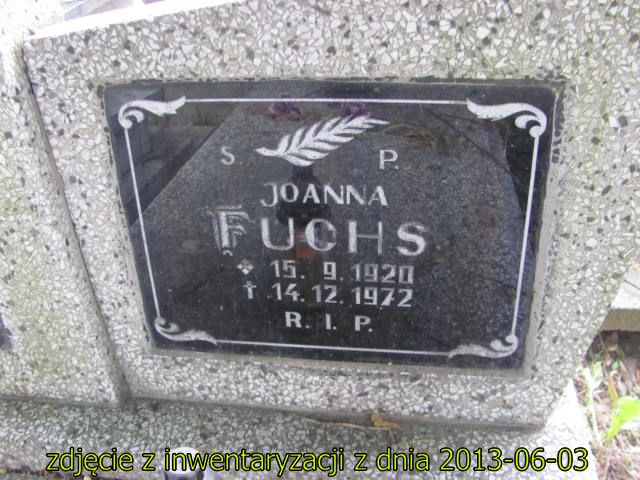 S. P.
JOANNA
FUCHS
* 15. 9. 1920
† 14. 12. 1972
R. I. P.
zdjęcie z inwentaryzacji z dnia 2013-06-03